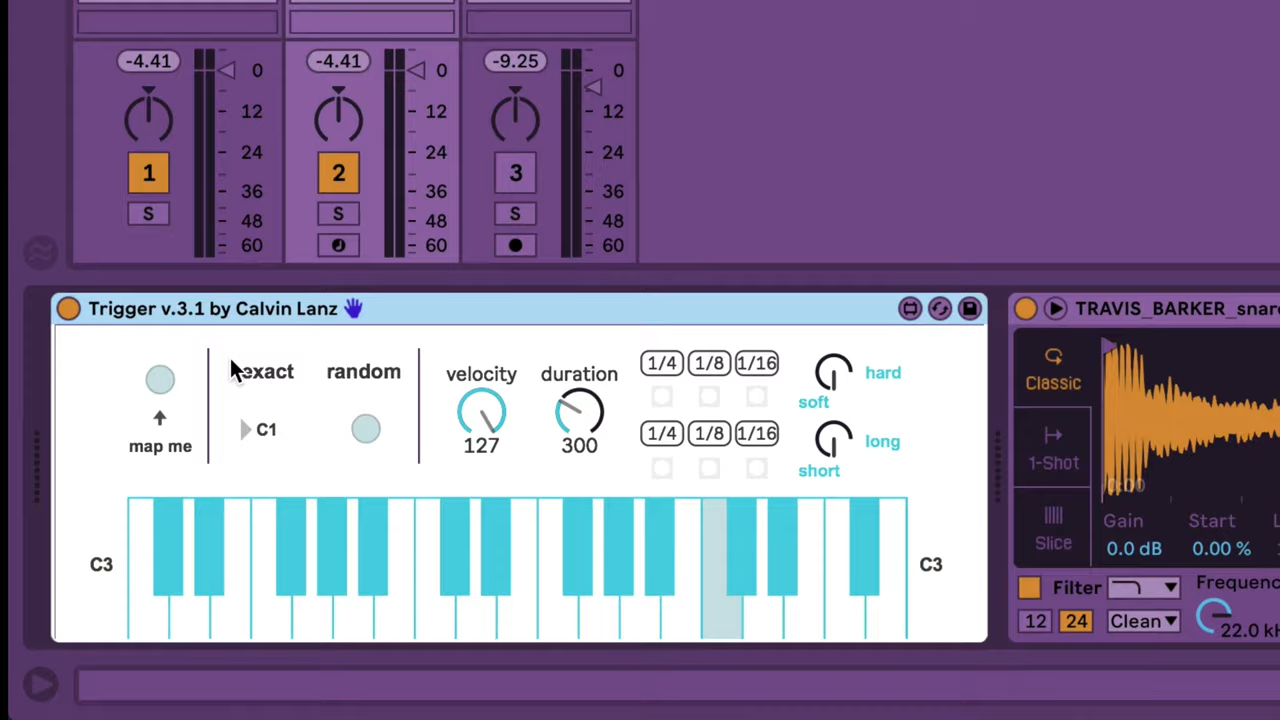 -4.41 -4.41 -9.25
0 0 0
12 12 12
1 2 3
24 24 24
36 36 36
S S S
48 48 48
60 60 60
Trigger v.3.1 by Calvin Lanz
exact random
map me
C1
velocity duration
127 300
1/4 1/8 1/16
hard
soft
1/4 1/8 1/16
long
short
C3 C3
TRAVIS_BARKER_snar
Classic
1-Shot
Slice
0:00
Gain Start
0.0 dB 0.00 %
Filter Frequenc
12 24 Clean 22.0 kH